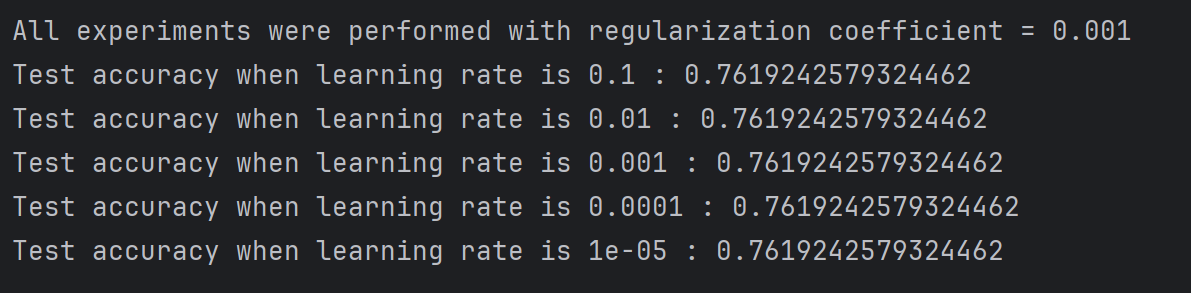 All experiments were performed with regularization coefficient = 0.001
Test accuracy when learning rate is 0.1 : 0.7619242579324462
Test accuracy when learning rate is 0.01 : 0.7619242579324462
Test accuracy when learning rate is 0.001 : 0.7619242579324462
Test accuracy when learning rate is 0.0001 : 0.7619242579324462
Test accuracy when learning rate is 1e-05 : 0.7619242579324462